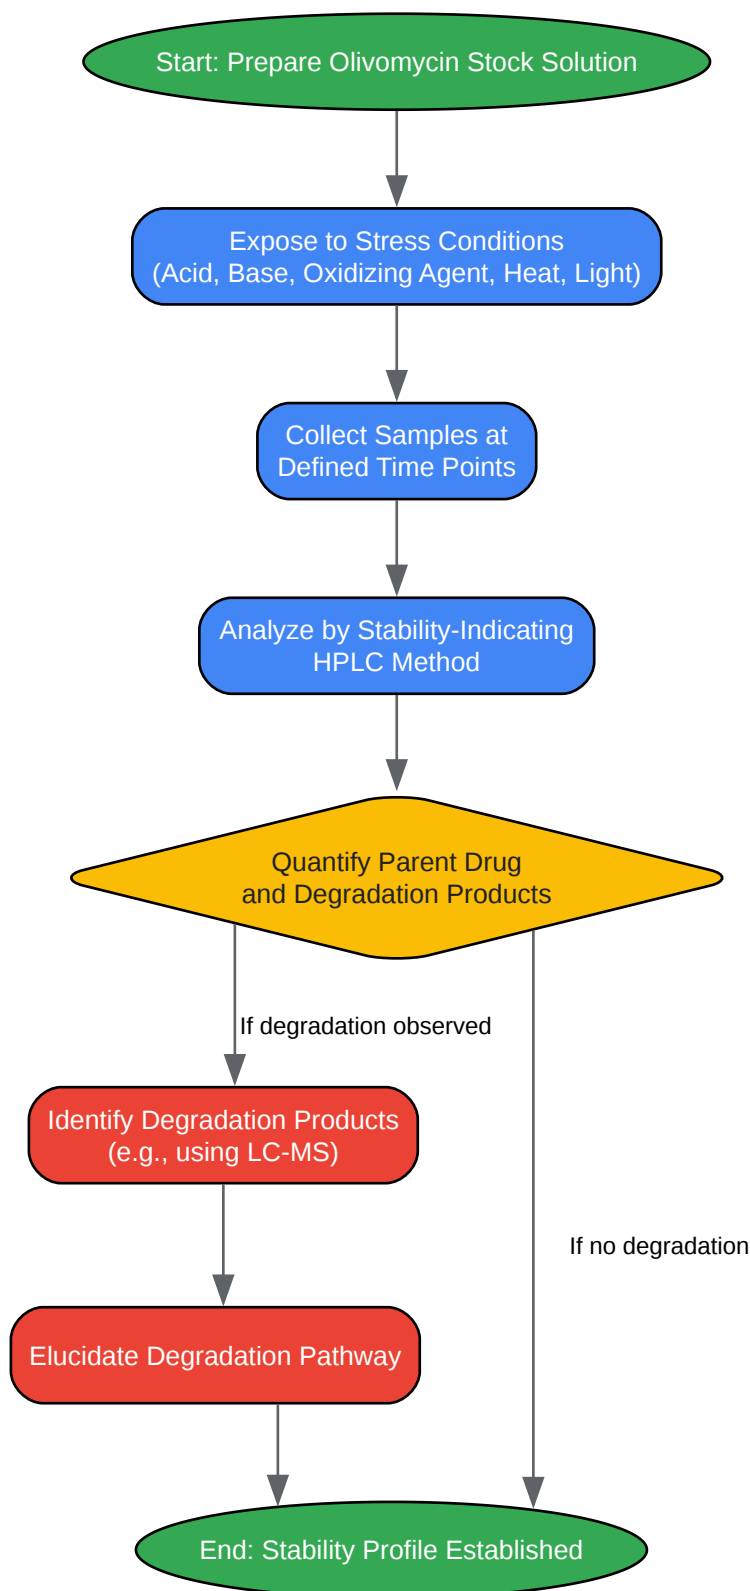 Start: Prepare Olivomycin Stock Solution
Expose to Stress Conditions
(Acid, Base, Oxidizing Agent, Heat, Light)
Collect Samples at
Defined Time Points
Analyze by Stability-Indicating
HPLC Method
Quantify Parent Drug
and Degradation Products
If degradation observed
Identify Degradation Products
(e.g., using LC-MS)
If no degradation
Elucidate Degradation Pathway
End: Stability Profile Established